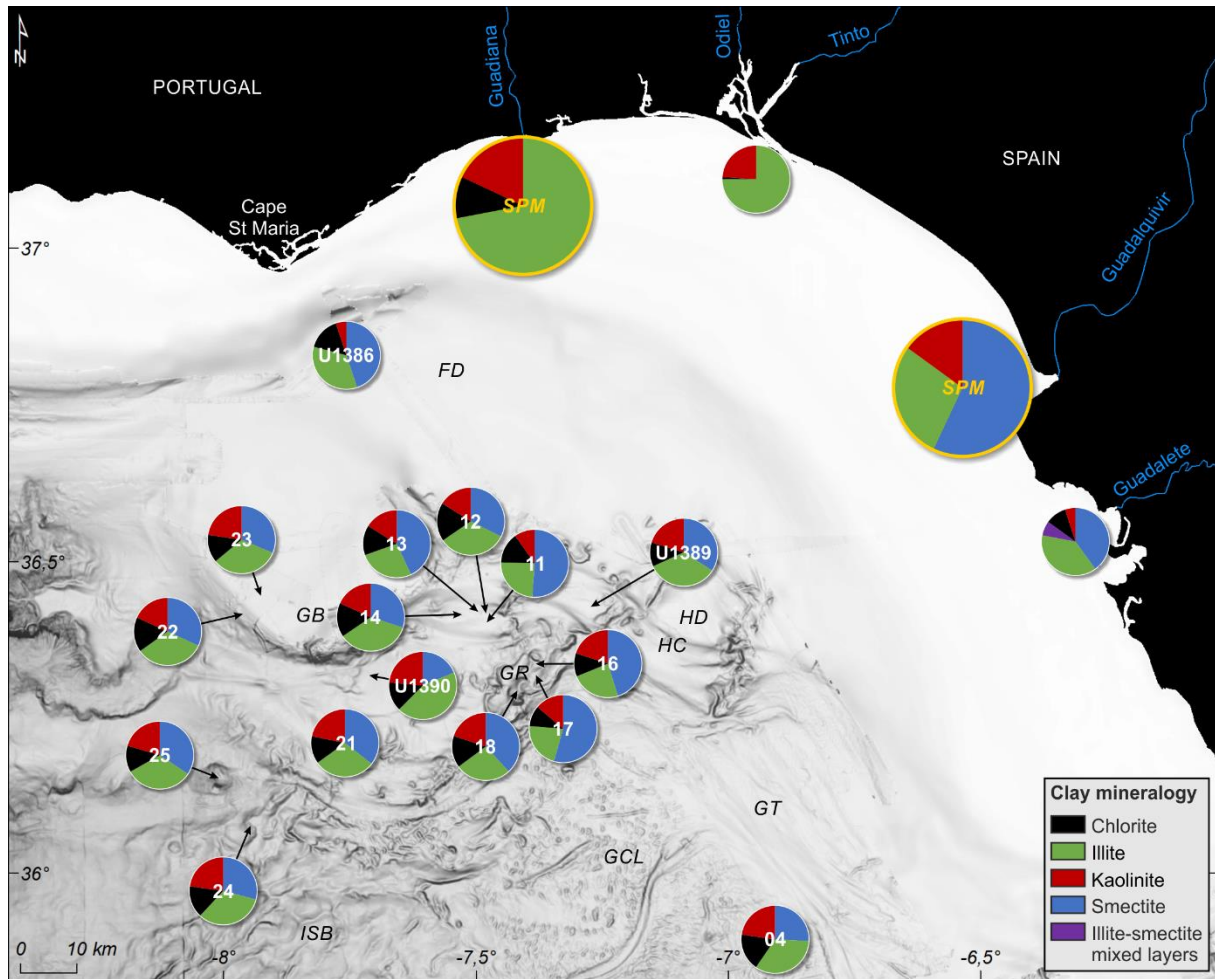 N
PORTUGAL
Guadiana
Odiel
Tinto
SPAIN
Guadalquivir
Guadalete
Cape
St Maria
SPM
SPM
37°
U1386
FD
36,5°
23
13
12
11
U1389
22
GB
14
HD
HC
16
GR
U1390
17
25
21
18
GT
GCL
36°
24
ISB
04
0 10 km
-8°
-7,5°
-7°
-6,5°
Clay mineralogy
Chlorite
Illite
Kaolinite
Smectite
Illite-smectite
mixed layers